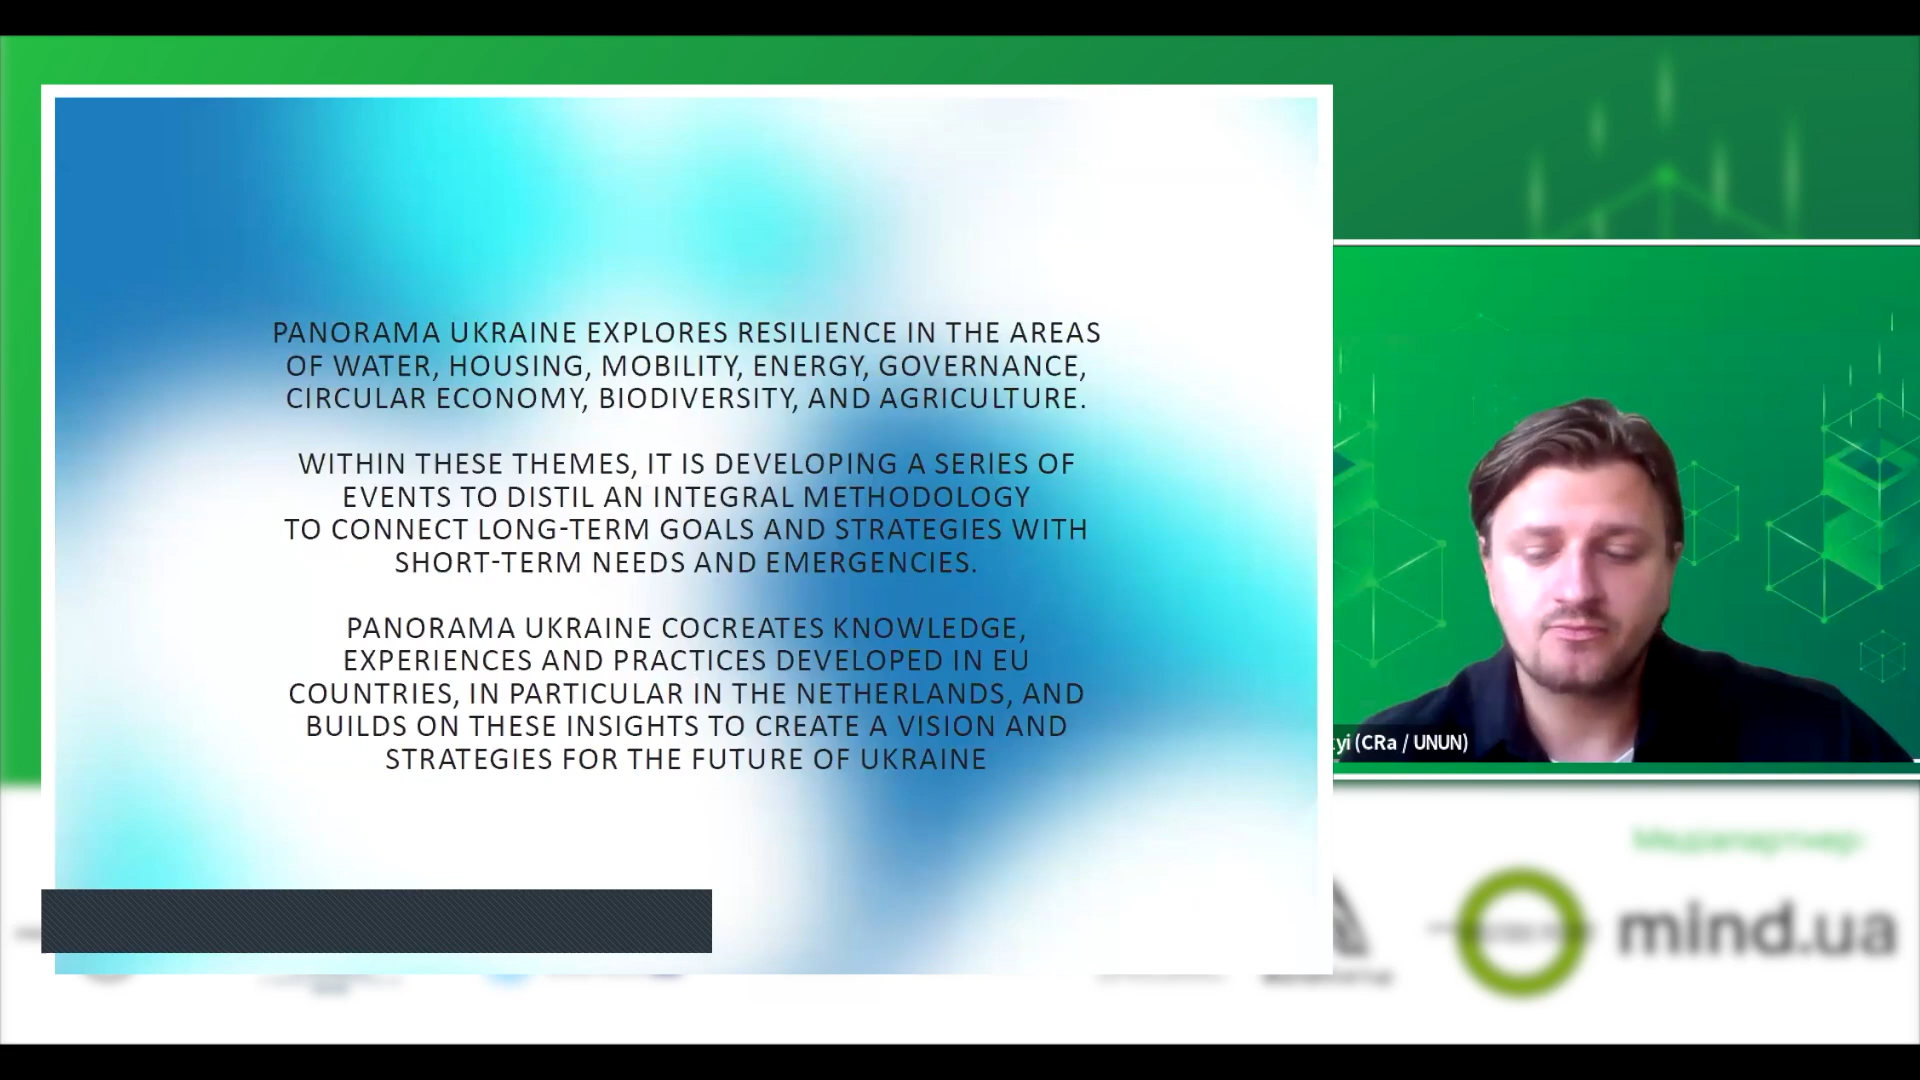 PANORAMA UKRAINE EXPLORES RESILIENCE IN THE AREAS
OF WATER, HOUSING, MOBILITY, ENERGY, GOVERNANCE,
CIRCULAR ECONOMY, BIODIVERSITY, AND AGRICULTURE.
WITHIN THESE THEMES, IT IS DEVELOPING A SERIES OF
EVENTS TO DISTIL AN INTEGRAL METHODOLOGY
TO CONNECT LONG-TERM GOALS AND STRATEGIES WITH
SHORT-TERM NEEDS AND EMERGENCIES.
PANORAMA UKRAINE COCREATES KNOWLEDGE,
EXPERIENCES AND PRACTICES DEVELOPED IN EU
COUNTRIES, IN PARTICULAR IN THE NETHERLANDS, AND
BUILDS ON THESE INSIGHTS TO CREATE A VISION AND
STRATEGIES FOR THE FUTURE OF UKRAINE
yi (CRa / UNUN)
Медіапартнер:
mind.ua